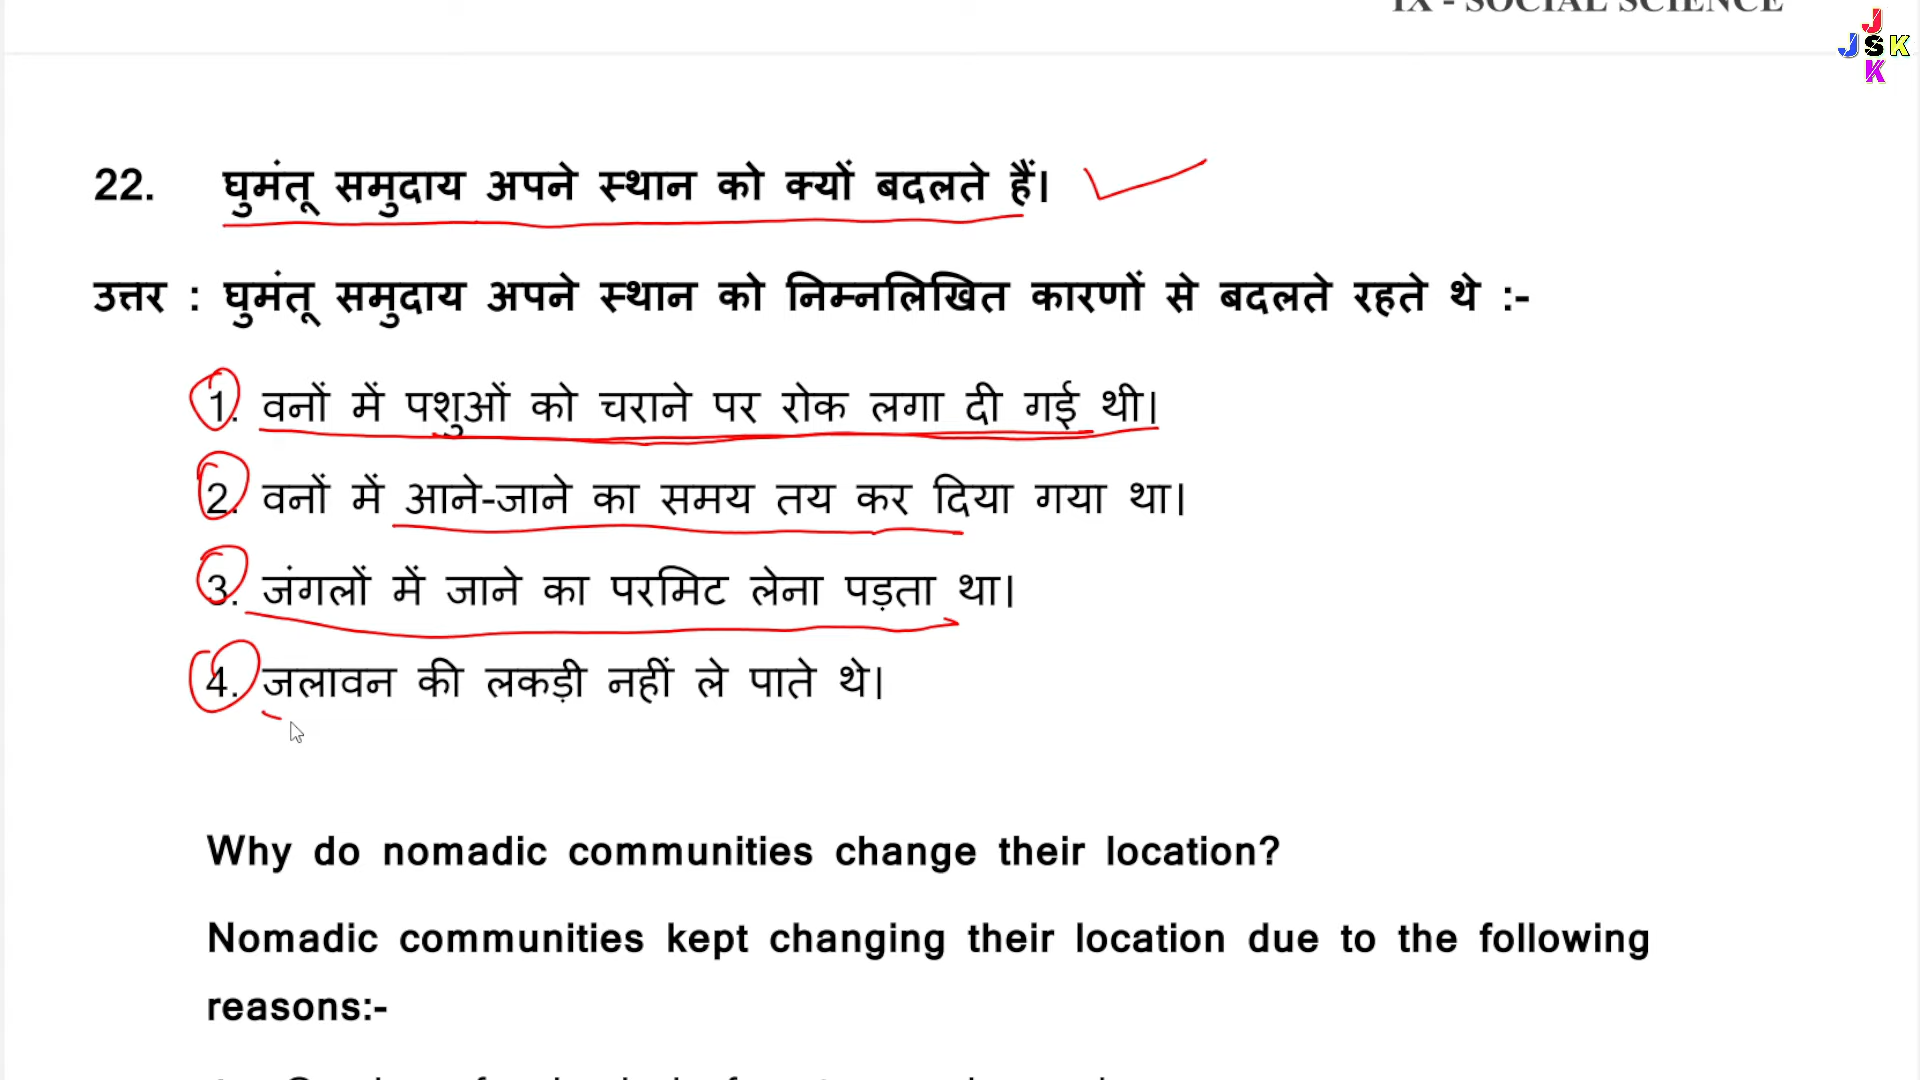 IX - SOCIAL SCIENCE
J
J S K
K
22. घुमंतू समुदाय अपने स्थान को क्यों बदलते हैं।
उत्तर : घुमंतू समुदाय अपने स्थान को निम्नलिखित कारणों से बदलते रहते थे :-
1. वनों में पशुओं को चराने पर रोक लगा दी गई थी।
2. वनों में आने-जाने का समय तय कर दिया गया था।
3. जंगलों में जाने का परमिट लेना पड़ता था।
4. जलावन की लकड़ी नहीं ले पाते थे।
Why do nomadic communities change their location?
Nomadic communities kept changing their location due to the following
reasons:-